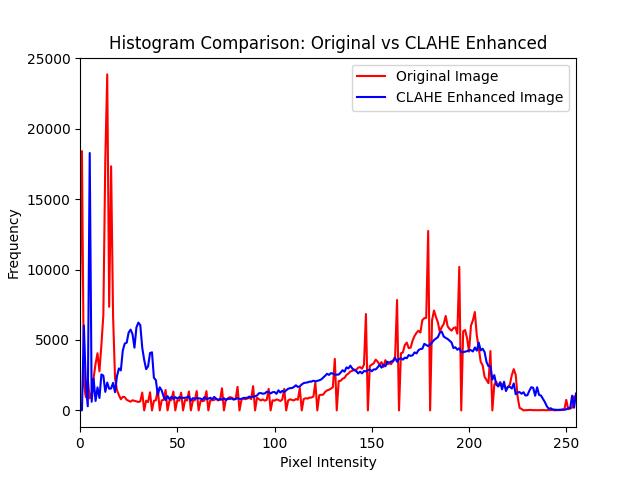 Histogram Comparison: Original vs CLAHE Enhanced
Original Image
CLAHE Enhanced Image
Frequency
25000
20000
15000
10000
5000
0
0 50 100 150 200 250
Pixel Intensity